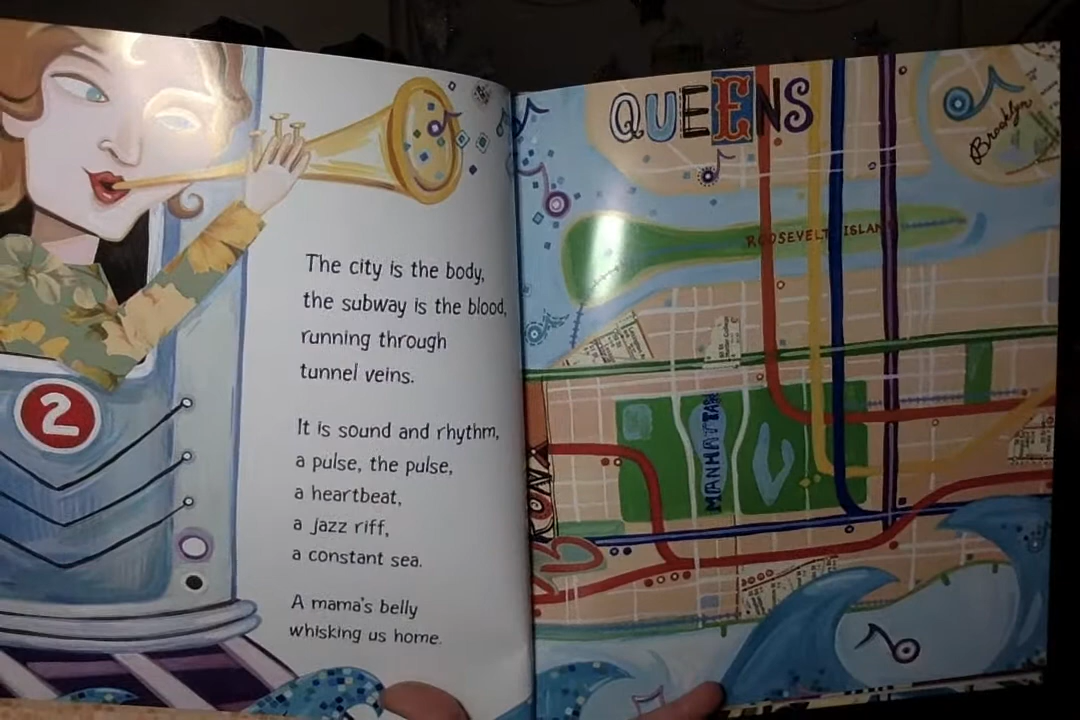 The city is the body,
the subway is the blood,
running through
tunnel veins.
It is sound and rhythm,
a pulse, the pulse,
a heartbeat,
a jazz riff,
a constant sea.
A mama's belly
whisking us home.
2
QUEENS
Brooklyn
ROOSEVELT ISLAND
MANHATTAN